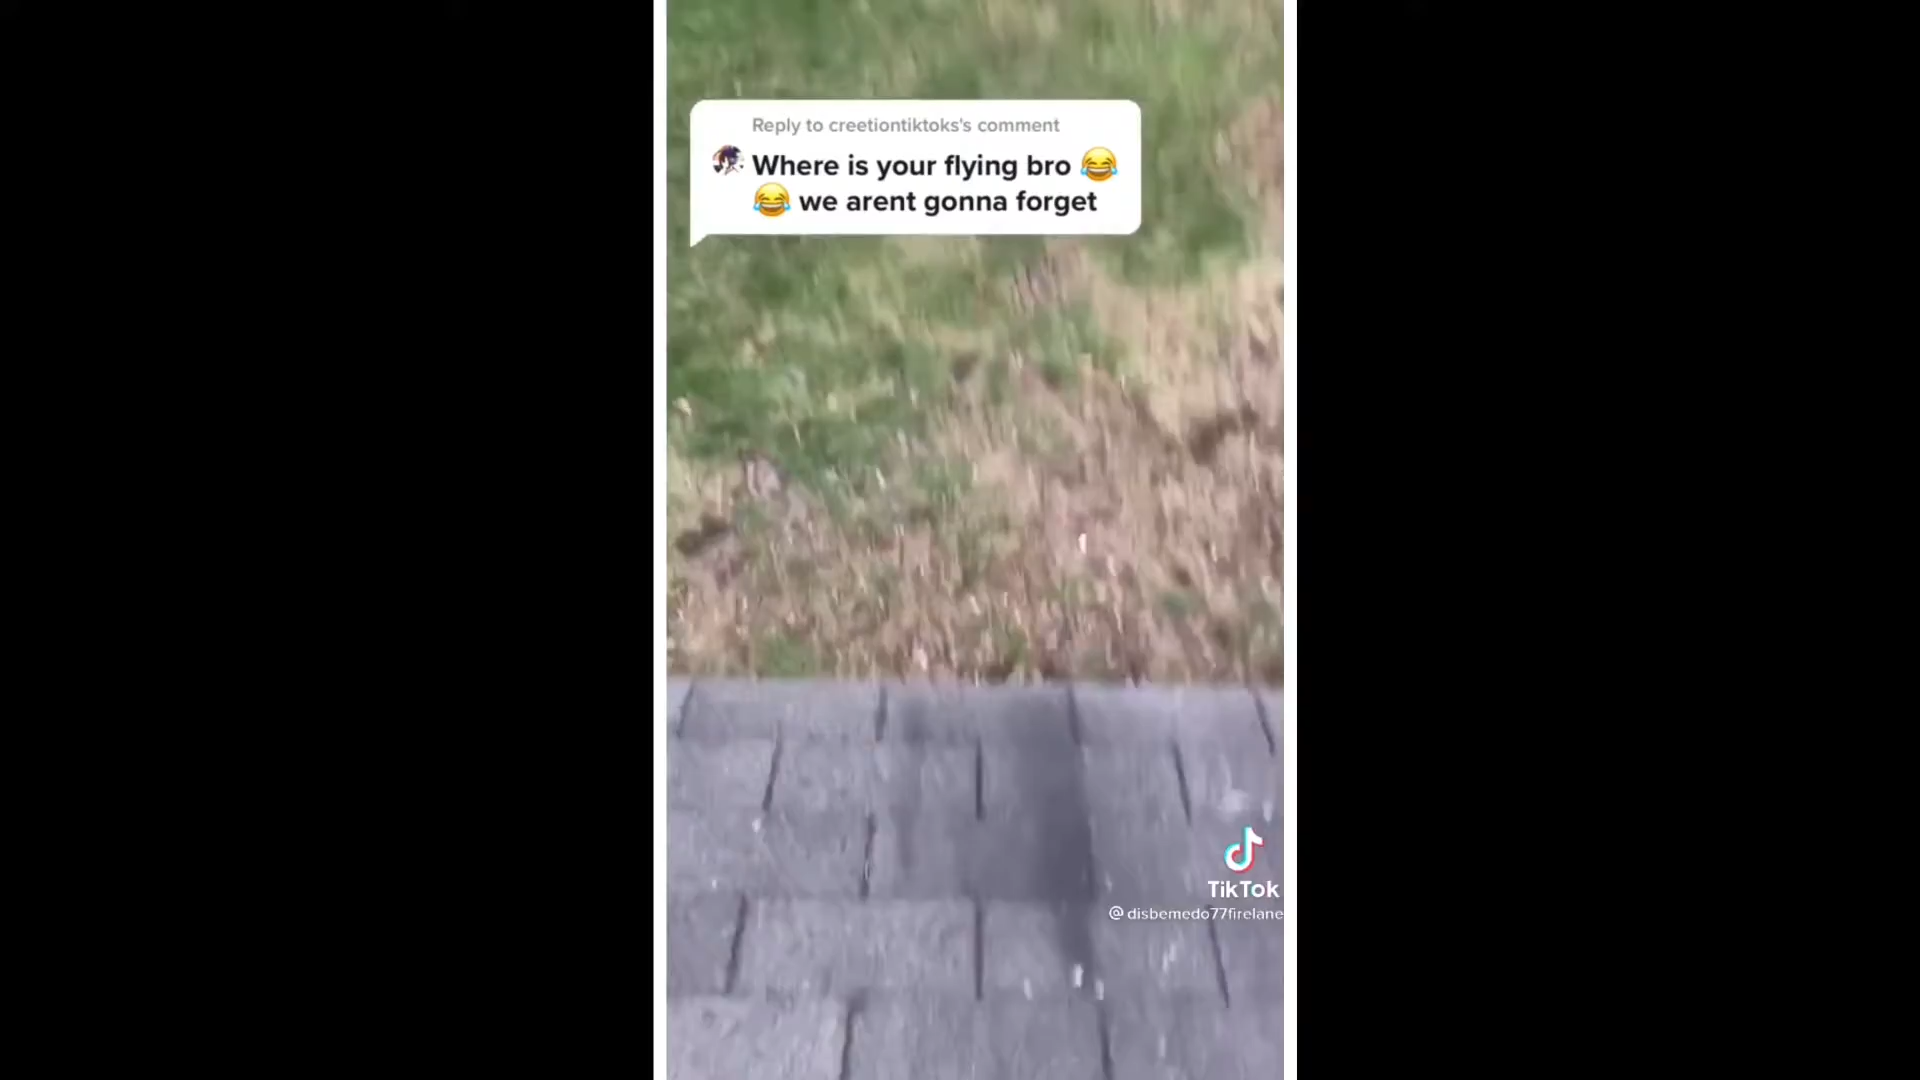 Reply to creetiontiktoks's comment
Where is your flying bro 😂
😂 we arent gonna forget
TikTok
@disbemedo77firelane